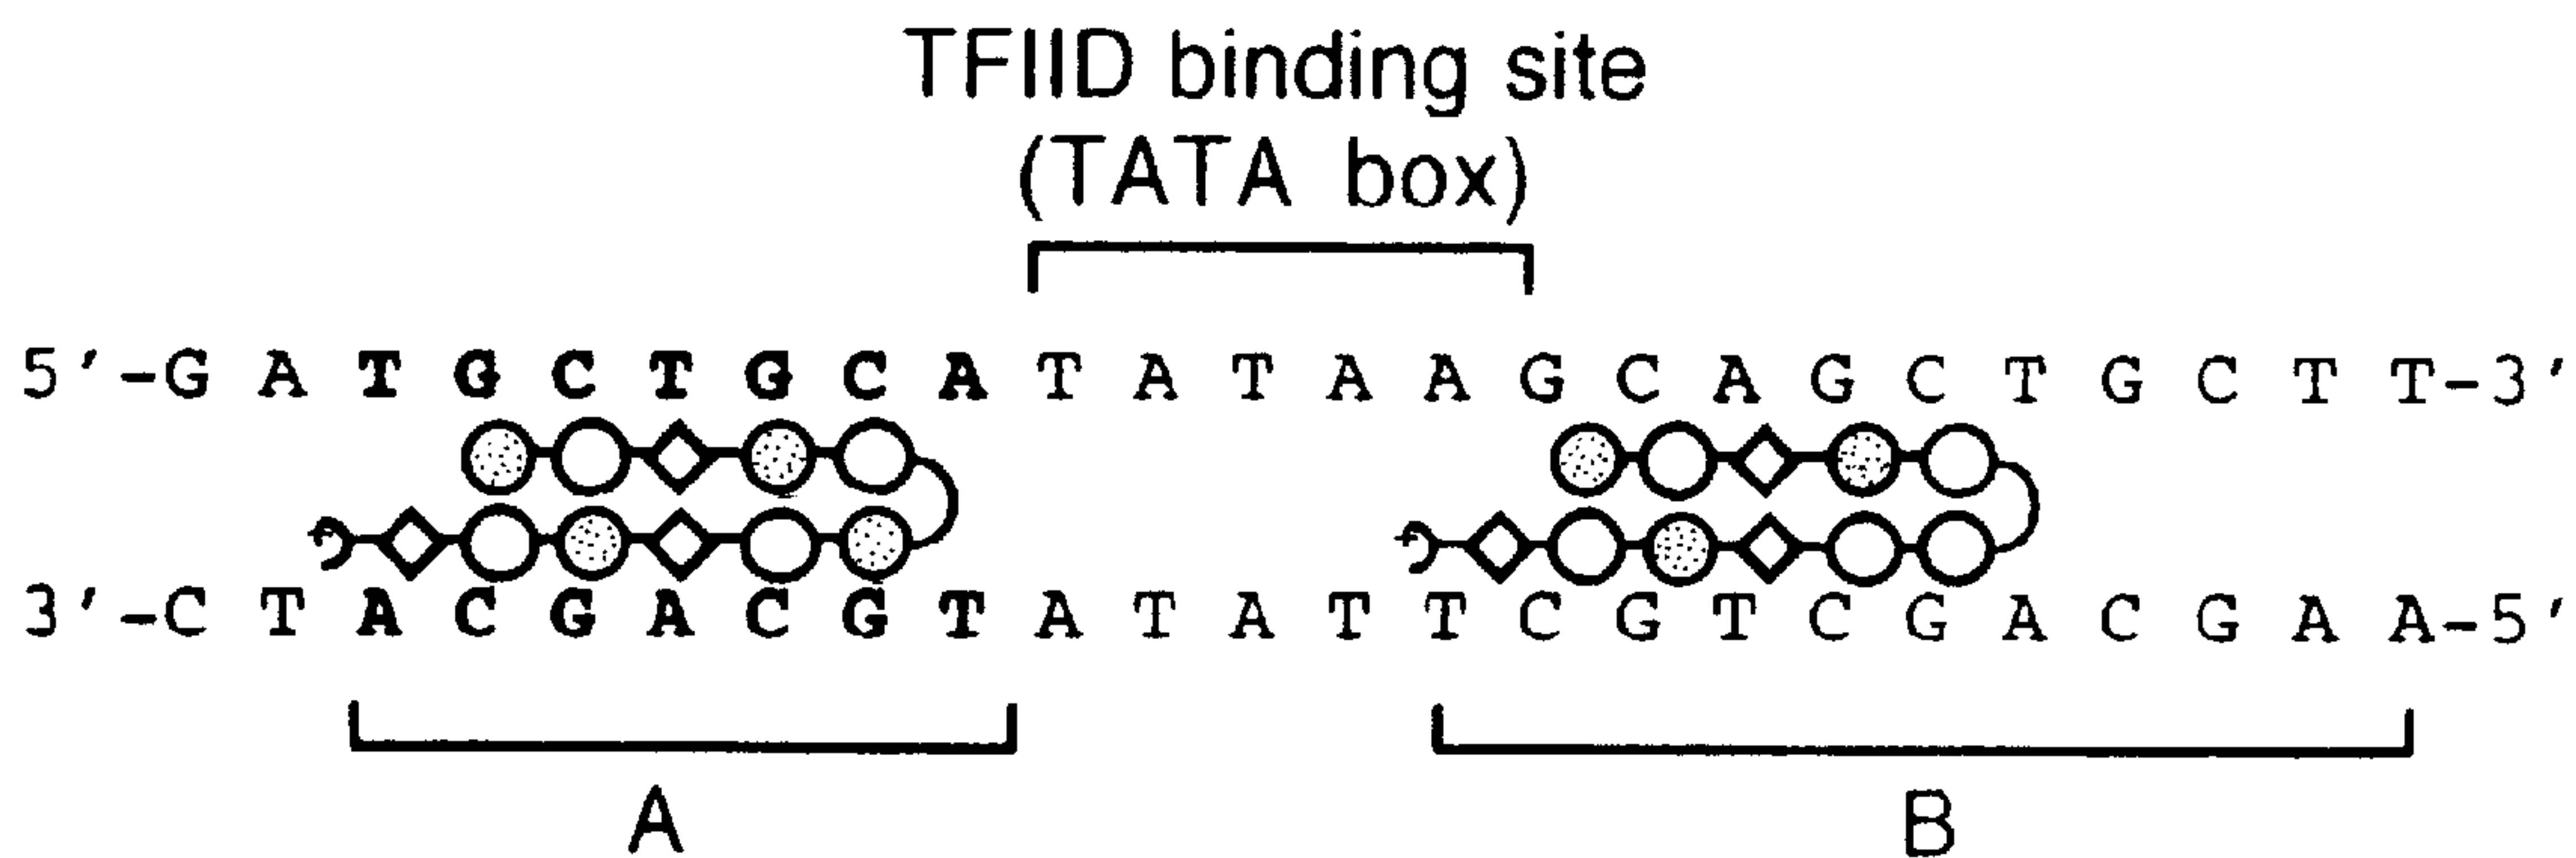 TFIID binding site
(TATA box)
5'-G A T G C T G C A T A T A A G C A G C T G C T T-3'
3'-C T A C G A C G T A T A T T C G T C G A C G A A-5'
A
B